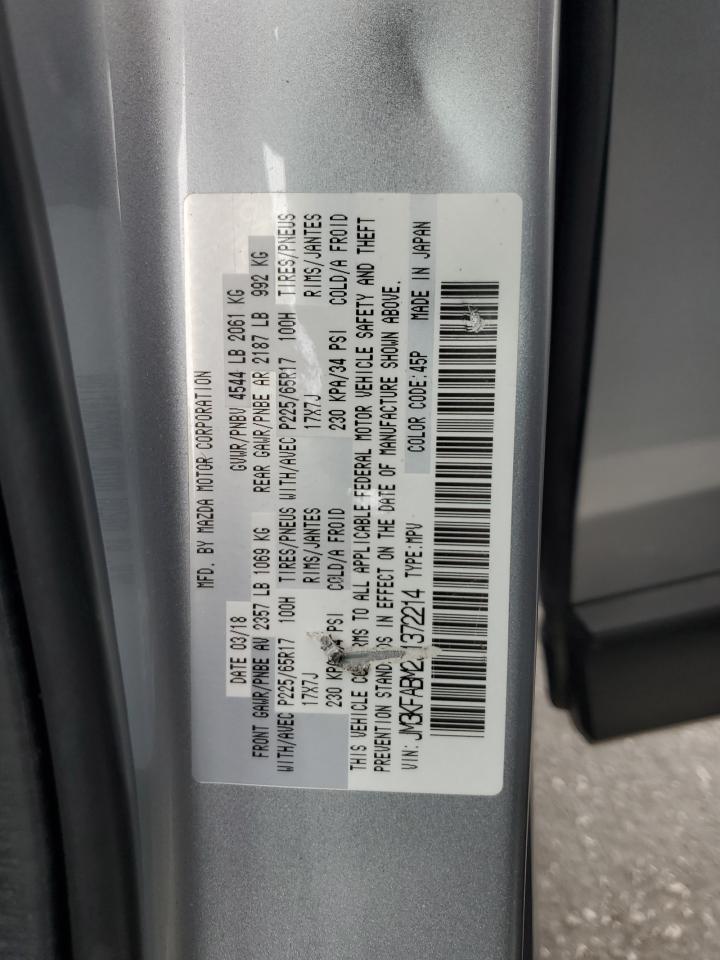 MFD. BY MAZDA MOTOR CORPORATION
DATE 03/18 GVWR/PNBV 4544 LB 2061 KG
FRONT GAWR/PNBE AV 2357 LB 1069 KG REAR GAWR/PNBE AR 2187 LB 992 KG
WITH/AVEC P225/65R17 100H TIRES/PNEUS WITH/AVEC P225/65R17 100H TIRES/PNEUS
17X7J RIMS/JANTES 17X7J RIMS/JANTES
230 KPA/34 PSI COLD/A FROID 230 KPA/34 PSI COLD/A FROID
THIS VEHICLE CONFORMS TO ALL APPLICABLE FEDERAL MOTOR VEHICLE SAFETY AND THEFT
PREVENTION STANDARDS IN EFFECT ON THE DATE OF MANUFACTURE SHOWN ABOVE.
VIN: JM3KFABM2J1372214 TYPE:MPV COLOR CODE:45P MADE IN JAPAN